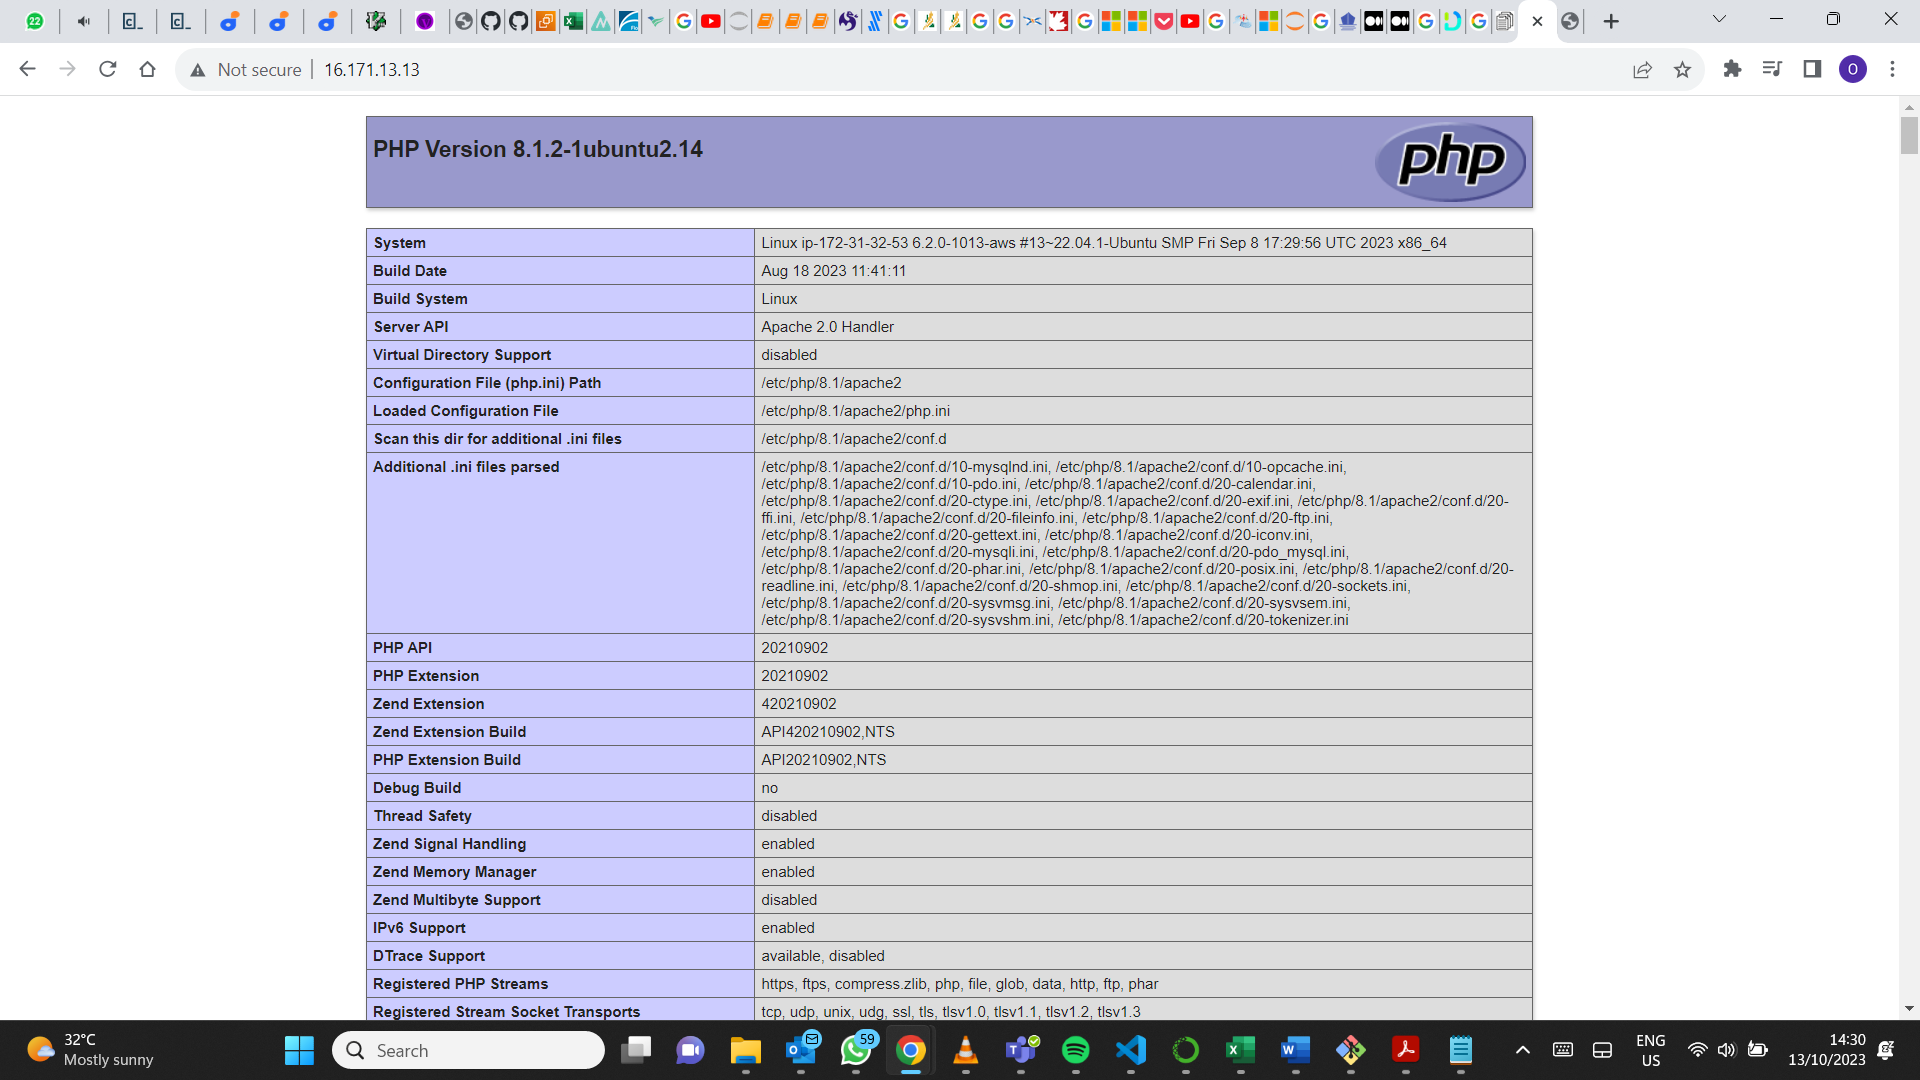 22
Not secure
16.171.13.13
O
PHP Version 8.1.2-1ubuntu2.14
php
System Linux ip-172-31-32-53 6.2.0-1013-aws #13~22.04.1-Ubuntu SMP Fri Sep 8 17:29:56 UTC 2023 x86_64
Build Date Aug 18 2023 11:41:11
Build System Linux
Server API Apache 2.0 Handler
Virtual Directory Support disabled
Configuration File (php.ini) Path /etc/php/8.1/apache2
Loaded Configuration File /etc/php/8.1/apache2/php.ini
Scan this dir for additional .ini files /etc/php/8.1/apache2/conf.d
Additional .ini files parsed /etc/php/8.1/apache2/conf.d/10-mysqlnd.ini, /etc/php/8.1/apache2/conf.d/10-opcache.ini,
/etc/php/8.1/apache2/conf.d/10-pdo.ini, /etc/php/8.1/apache2/conf.d/20-calendar.ini,
/etc/php/8.1/apache2/conf.d/20-ctype.ini, /etc/php/8.1/apache2/conf.d/20-exif.ini, /etc/php/8.1/apache2/conf.d/20-
ffi.ini, /etc/php/8.1/apache2/conf.d/20-fileinfo.ini, /etc/php/8.1/apache2/conf.d/20-ftp.ini,
/etc/php/8.1/apache2/conf.d/20-gettext.ini, /etc/php/8.1/apache2/conf.d/20-iconv.ini,
/etc/php/8.1/apache2/conf.d/20-mysqli.ini, /etc/php/8.1/apache2/conf.d/20-pdo_mysql.ini,
/etc/php/8.1/apache2/conf.d/20-phar.ini, /etc/php/8.1/apache2/conf.d/20-posix.ini, /etc/php/8.1/apache2/conf.d/20-
readline.ini, /etc/php/8.1/apache2/conf.d/20-shmop.ini, /etc/php/8.1/apache2/conf.d/20-sockets.ini,
/etc/php/8.1/apache2/conf.d/20-sysvmsg.ini, /etc/php/8.1/apache2/conf.d/20-sysvsem.ini,
/etc/php/8.1/apache2/conf.d/20-sysvshm.ini, /etc/php/8.1/apache2/conf.d/20-tokenizer.ini
PHP API 20210902
PHP Extension 20210902
Zend Extension 420210902
Zend Extension Build API420210902,NTS
PHP Extension Build API20210902,NTS
Debug Build no
Thread Safety disabled
Zend Signal Handling enabled
Zend Memory Manager enabled
Zend Multibyte Support disabled
IPv6 Support enabled
DTrace Support available, disabled
Registered PHP Streams https, ftps, compress.zlib, php, file, glob, data, http, ftp, phar
Registered Stream Socket Transports tcp, udp, unix, udg, ssl, tls, tlsv1.0, tlsv1.1, tlsv1.2, tlsv1.3
32°C
Mostly sunny
Search
59
ENG
US
14:30
13/10/2023